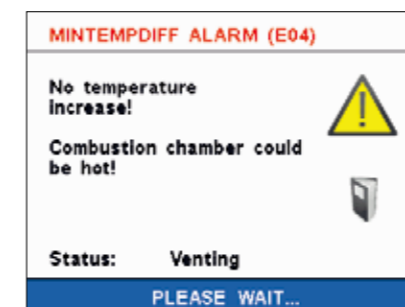 MINTEMPDIFF ALARM (E04)
No temperature
increase!
Combustion chamber could
be hot!
Status: Venting
PLEASE WAIT...